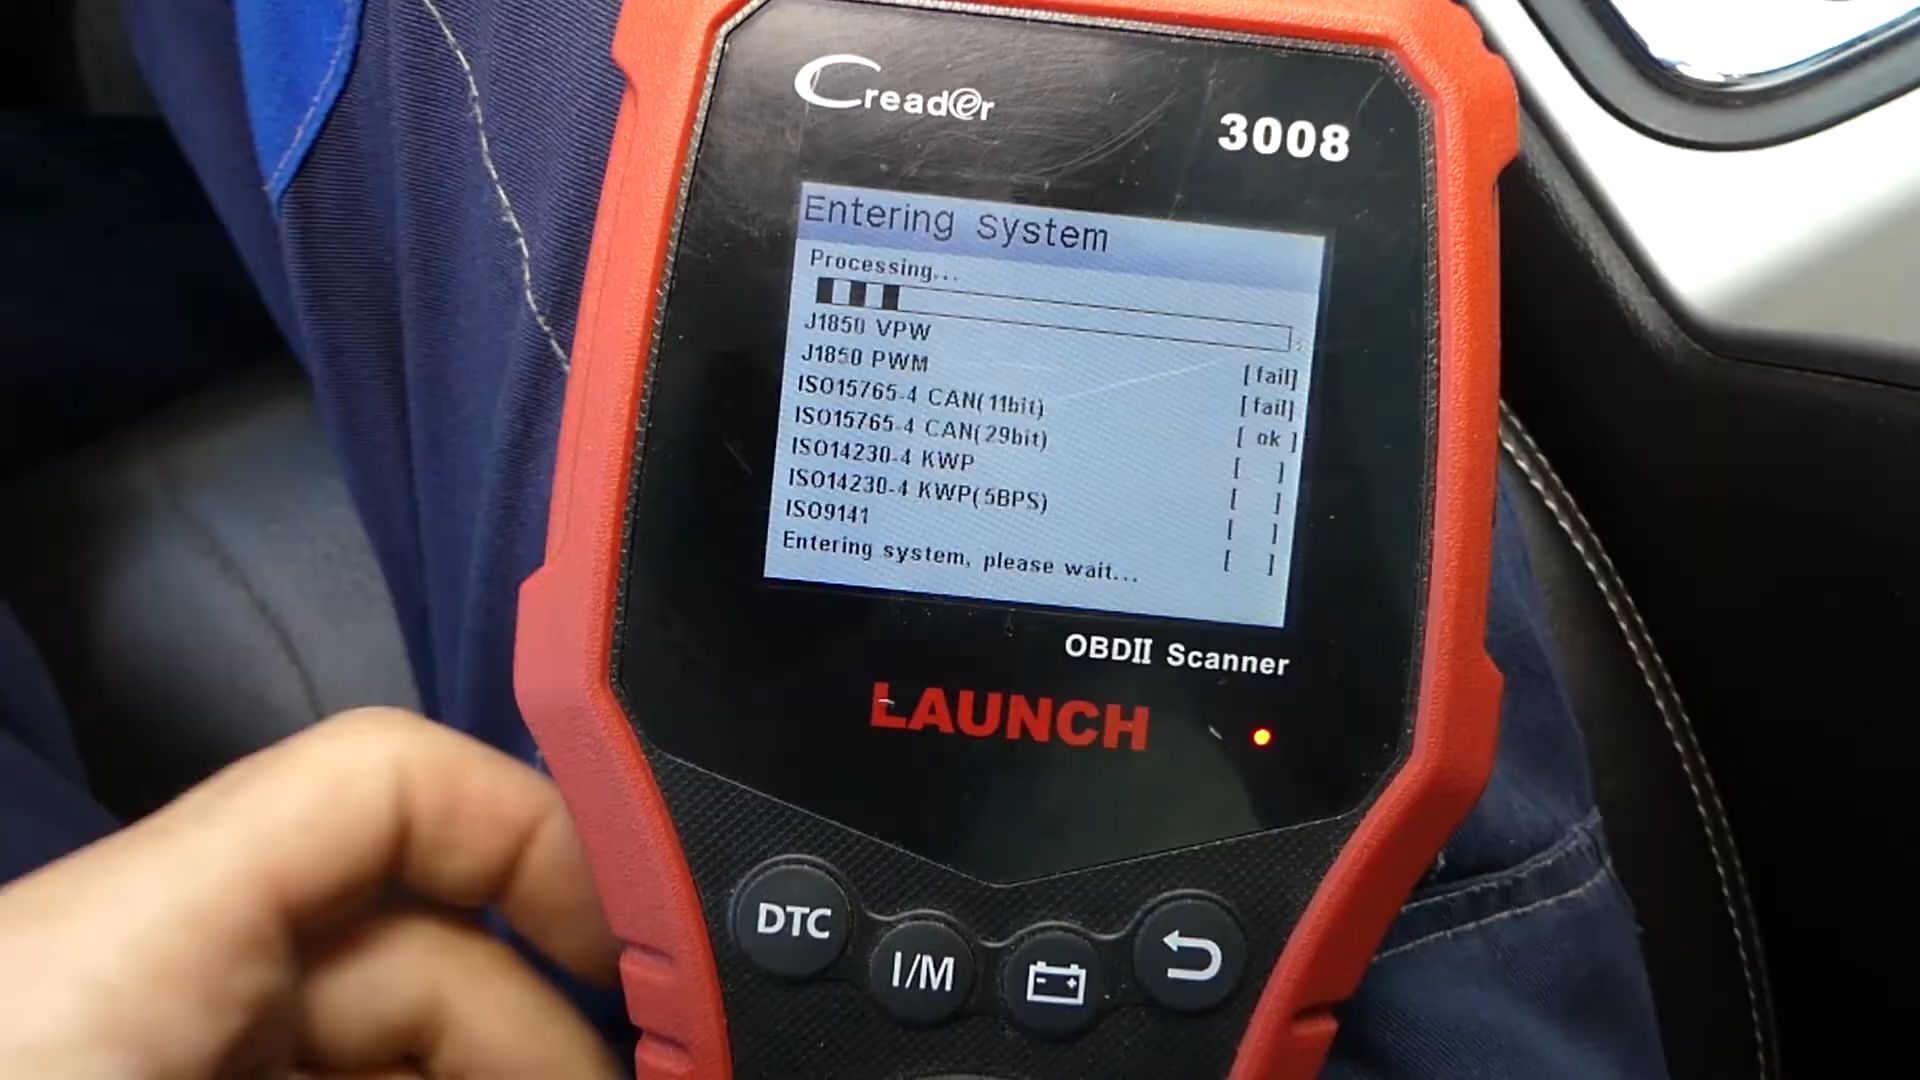 Creader
3008
Entering System
Processing...
J1850 VPW [fail]
J1850 PWM [fail]
ISO15765-4 CAN(11bit) [ ok ]
ISO15765-4 CAN(29bit) [ ]
ISO14230-4 KWP [ ]
ISO14230-4 KWP(5BPS) [ ]
ISO9141 [ ]
Entering system, please wait...
OBDII Scanner
LAUNCH
DTC
I/M